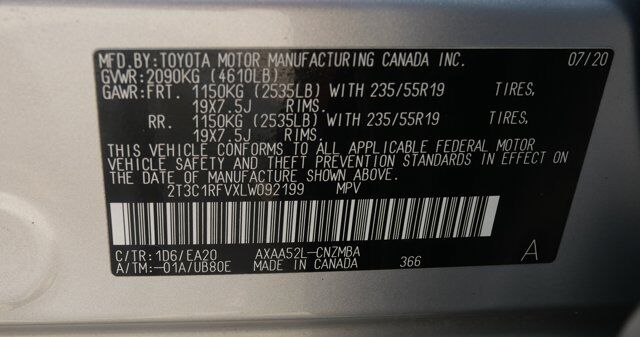 MFD.BY:TOYOTA MOTOR MANUFACTURING CANADA INC. 07/20
GVWR:2090KG (4610LB)
GAWR:FRT. 1150KG (2535LB) WITH 235/55R19 TIRES,
19X7.5J RIMS.
RR. 1150KG (2535LB) WITH 235/55R19 TIRES,
19X7.5J RIMS.
THIS VEHICLE CONFORMS TO ALL APPLICABLE FEDERAL MOTOR
VEHICLE SAFETY AND THEFT PREVENTION STANDARDS IN EFFECT ON
THE DATE OF MANUFACTURE SHOWN ABOVE.
2T3C1RFVXLW092199 MPV
C/TR:1D6/EA20 AXAA52L-CNZMBA A
A/TM:-01A/UB80E MADE IN CANADA 366